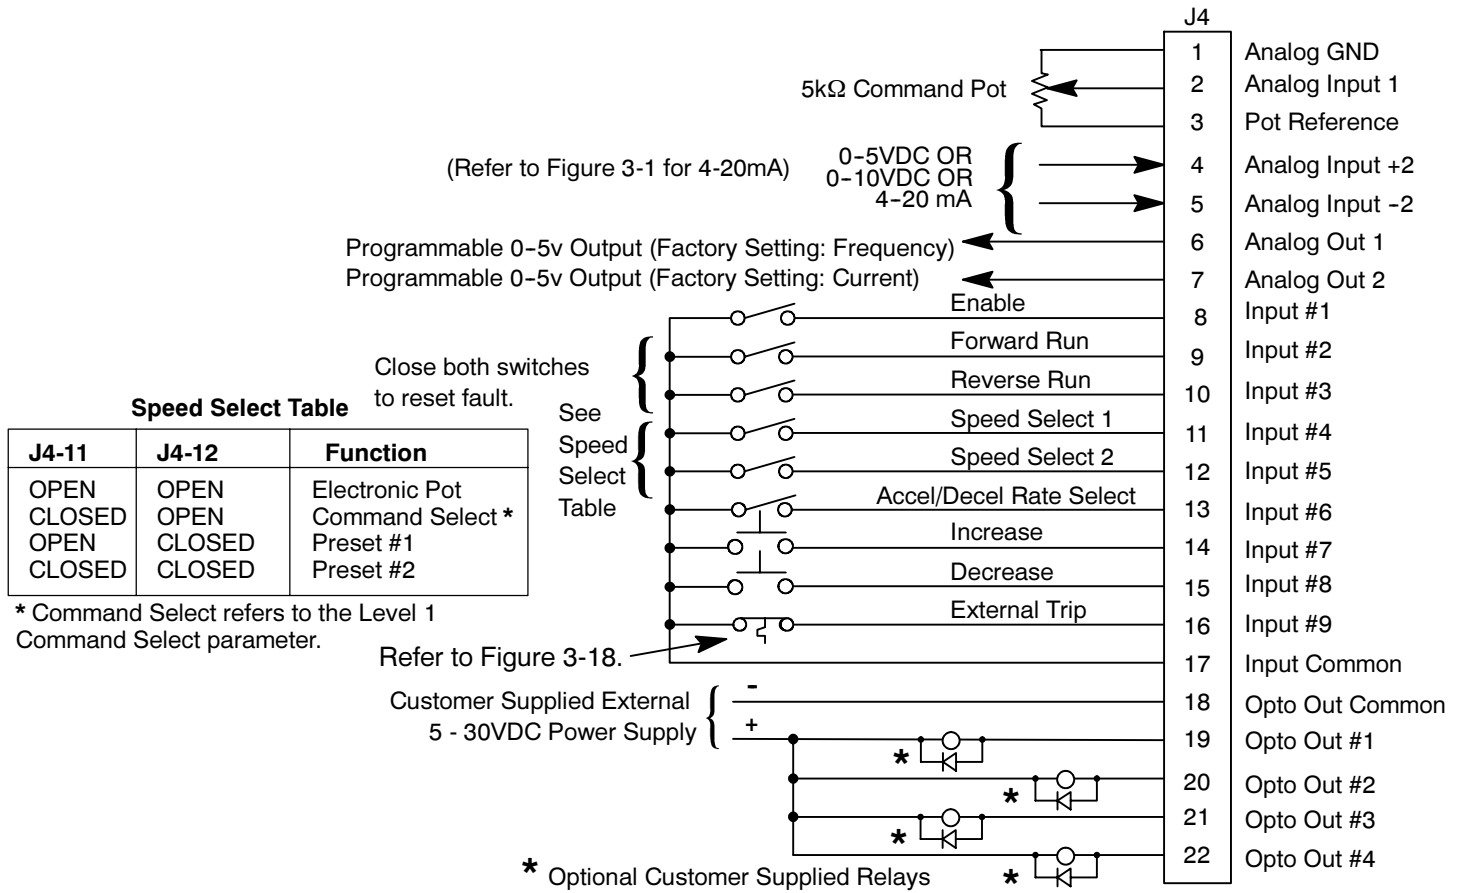 J4
1 Analog GND
5kΩ Command Pot 2 Analog Input 1
3 Pot Reference
(Refer to Figure 3-1 for 4-20mA)
0-5VDC OR
0-10VDC OR
4-20 mA
4 Analog Input +2
5 Analog Input -2
Programmable 0-5v Output (Factory Setting: Frequency) 6 Analog Out 1
Programmable 0-5v Output (Factory Setting: Current) 7 Analog Out 2
Enable 8 Input #1
Forward Run 9 Input #2
Reverse Run 10 Input #3
Close both switches
to reset fault.
Speed Select 1 11 Input #4
Speed Select 2 12 Input #5
See
Speed
Select
Table
Accel/Decel Rate Select 13 Input #6
Increase 14 Input #7
Decrease 15 Input #8
External Trip 16 Input #9
Refer to Figure 3-18.
17 Input Common
Speed Select Table
J4-11 J4-12 Function
OPEN OPEN Electronic Pot
CLOSED OPEN Command Select *
OPEN CLOSED Preset #1
CLOSED CLOSED Preset #2
* Command Select refers to the Level 1
Command Select parameter.
Customer Supplied External
5 - 30VDC Power Supply
- 18 Opto Out Common
+ * 19 Opto Out #1
* 20 Opto Out #2
* 21 Opto Out #3
* 22 Opto Out #4
* Optional Customer Supplied Relays